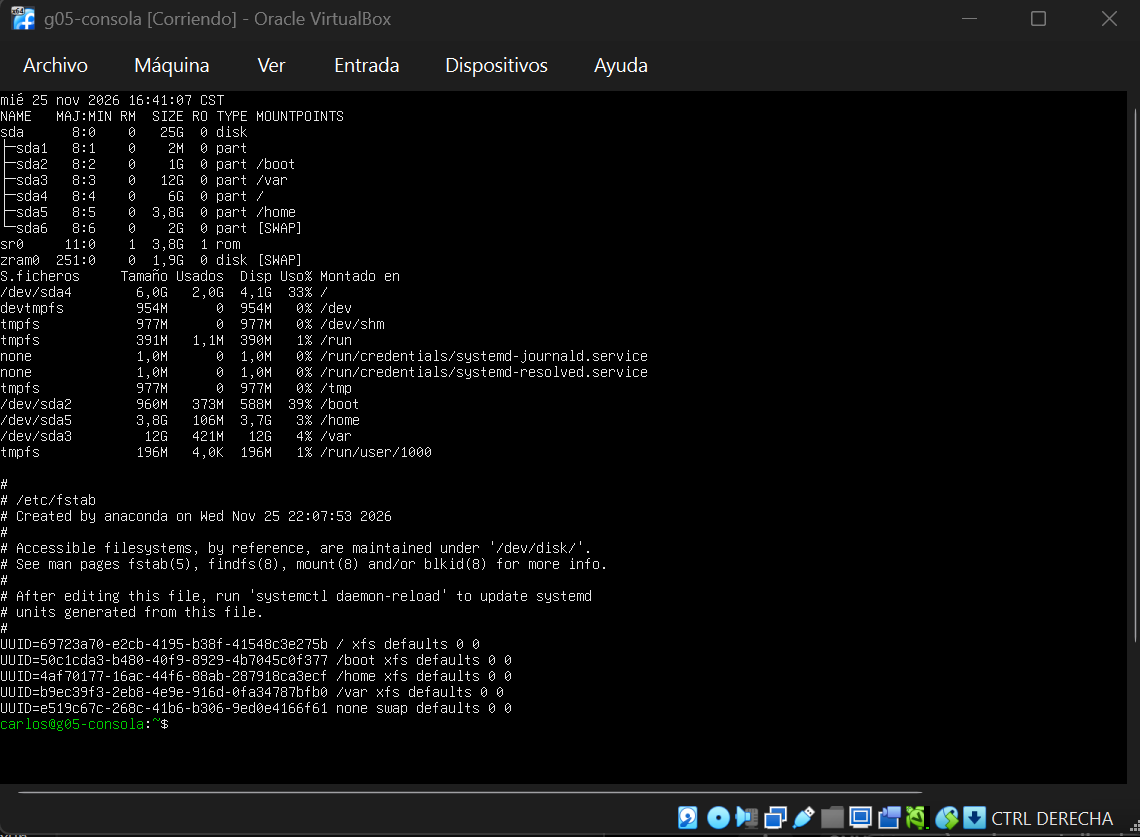 g05-consola [Corriendo] - Oracle VirtualBox
Archivo Máquina Ver Entrada Dispositivos Ayuda
mié 25 nov 2026 16:41:07 CST
NAME   MAJ:MIN RM  SIZE RO TYPE MOUNTPOINTS
sda      8:0    0   25G  0 disk
├─sda1   8:1    0    2M  0 part
├─sda2   8:2    0    1G  0 part /boot
├─sda3   8:3    0   12G  0 part /var
├─sda4   8:4    0    6G  0 part /
├─sda5   8:5    0  3,8G  0 part /home
└─sda6   8:6    0    2G  0 part [SWAP]
sr0     11:0    1  3,8G  1 rom
zram0  251:0    0  1,9G  0 disk [SWAP]
S.ficheros     Tamaño Usados  Disp Uso% Montado en
/dev/sda4        6,0G   2,0G  4,1G  33% /
devtmpfs         954M      0  954M   0% /dev
tmpfs            977M      0  977M   0% /dev/shm
tmpfs            391M   1,1M  390M   1% /run
none             1,0M      0  1,0M   0% /run/credentials/systemd-journald.service
none             1,0M      0  1,0M   0% /run/credentials/systemd-resolved.service
tmpfs            977M      0  977M   0% /tmp
/dev/sda2        960M   373M  588M  39% /boot
/dev/sda5        3,8G   106M  3,7G   3% /home
/dev/sda3         12G   421M   12G   4% /var
tmpfs            196M   4,0K  196M   1% /run/user/1000
#
# /etc/fstab
# Created by anaconda on Wed Nov 25 22:07:53 2026
#
# Accessible filesystems, by reference, are maintained under '/dev/disk/'.
# See man pages fstab(5), findfs(8), mount(8) and/or blkid(8) for more info.
#
# After editing this file, run 'systemctl daemon-reload' to update systemd
# units generated from this file.
#
UUID=69723a70-e2cb-4195-b38f-41548c3e275b / xfs defaults 0 0
UUID=50c1cda3-b480-40f9-8929-4b7045c0f377 /boot xfs defaults 0 0
UUID=4af70177-16ac-44f6-88ab-287918ca3ecf /home xfs defaults 0 0
UUID=b9ec39f3-2eb8-4e9e-916d-0fa34787bfb0 /var xfs defaults 0 0
UUID=e519c67c-268c-41b6-b306-9ed0e4166f61 none swap defaults 0 0
carlos@g05-consola:~$
CTRL DERECHA